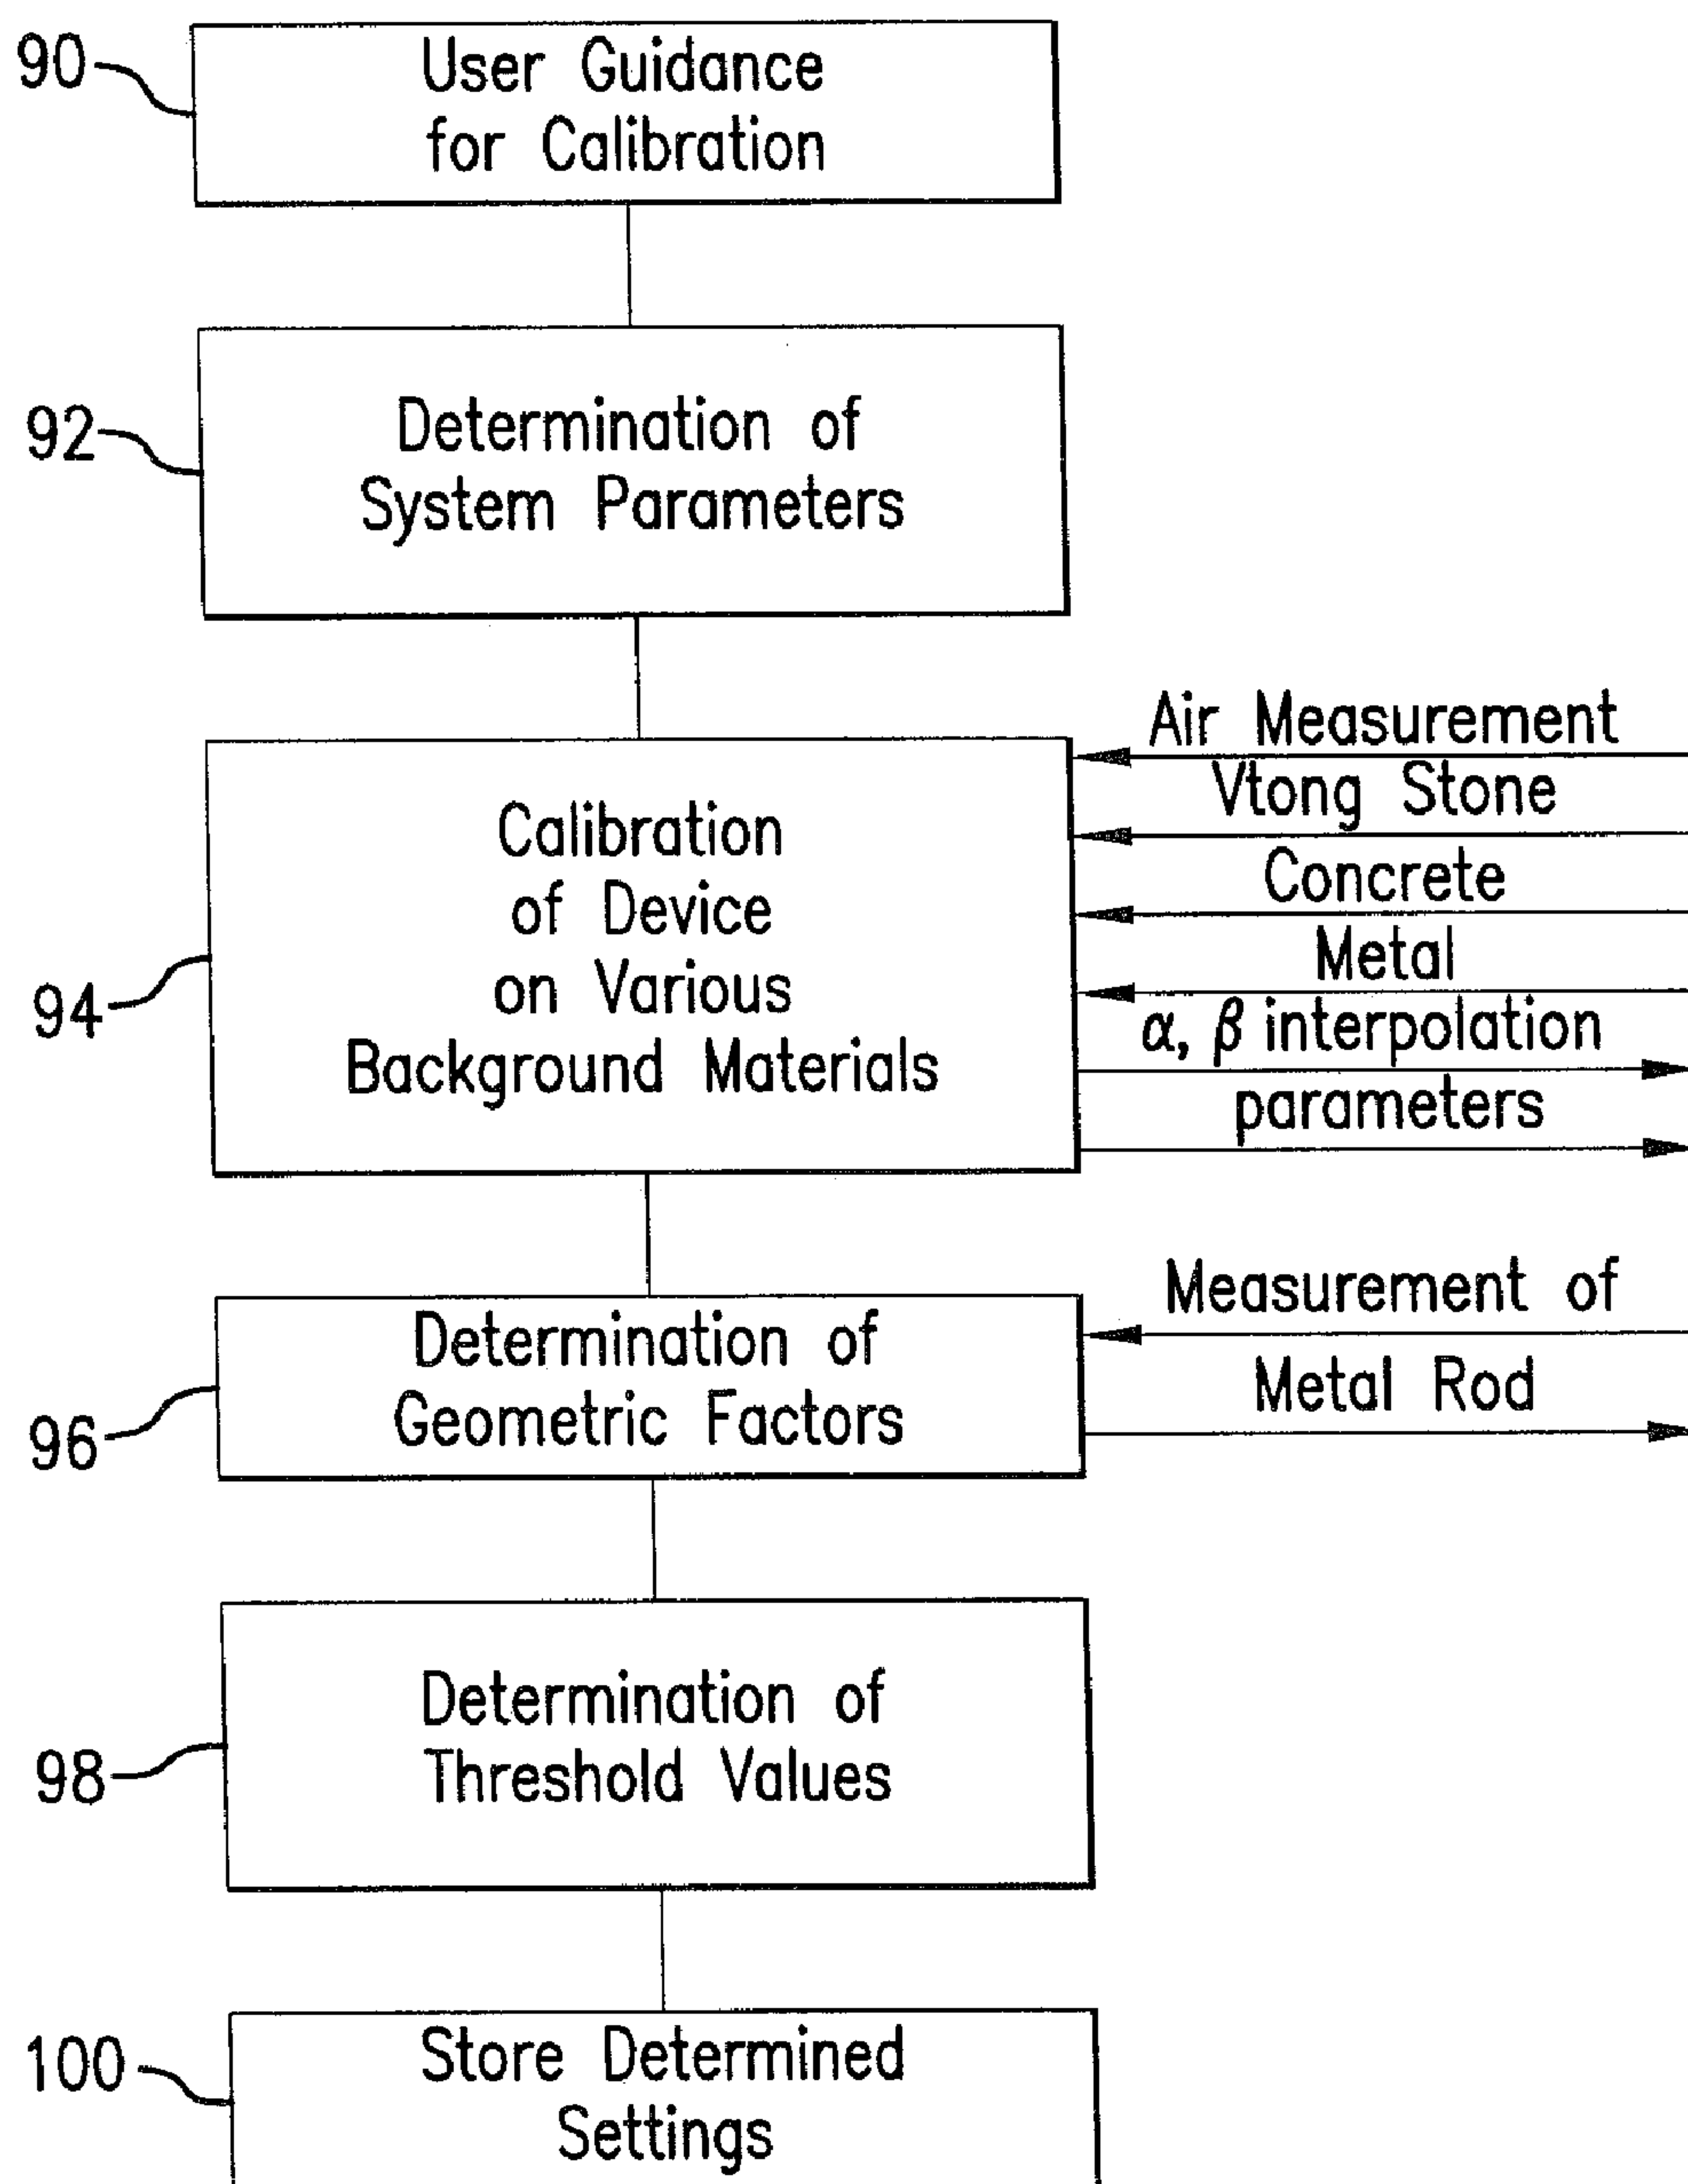 90
User Guidance
for Calibration
92
Determination of
System Parameters
94
Calibration
of Device
on Various
Background Materials
Air Measurement
Vtong Stone
Concrete
Metal
α, β interpolation
parameters
96
Determination of
Geometric Factors
Measurement of
Metal Rod
98
Determination of
Threshold Values
100
Store Determined
Settings